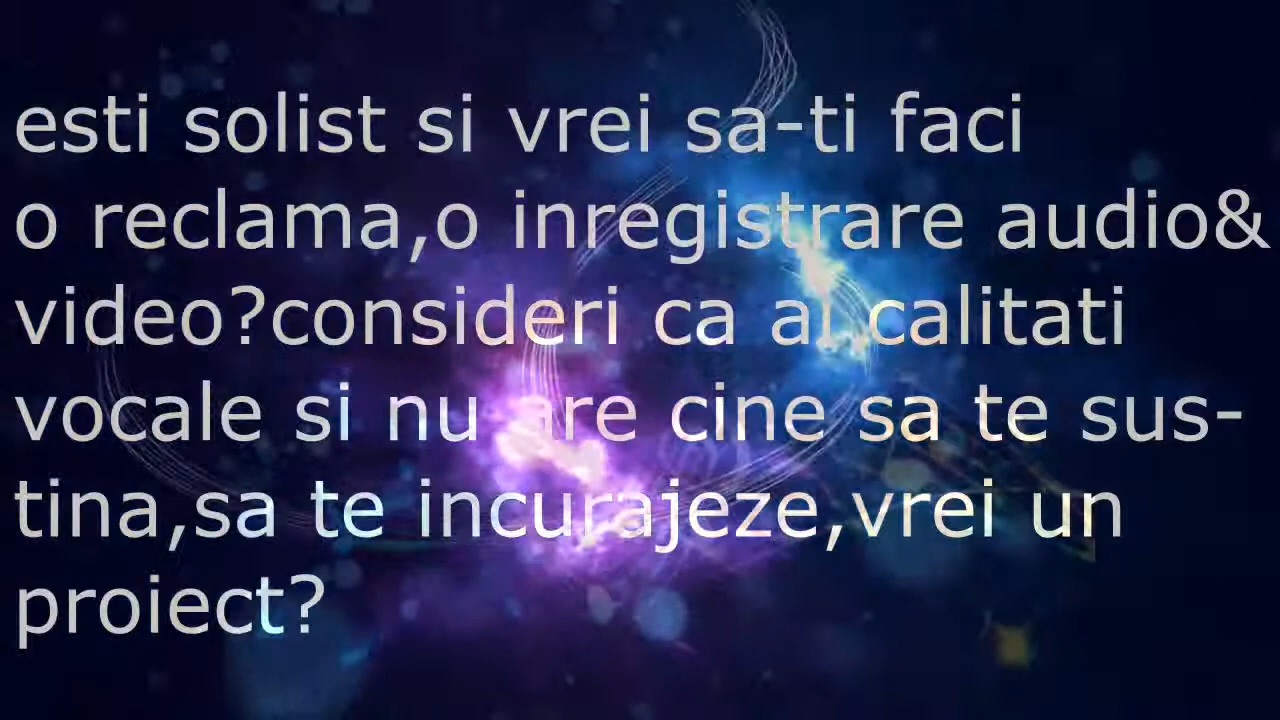 esti solist si vrei sa-ti faci
o reclama,o inregistrare audio&
video?consideri ca ai calitati
vocale si nu are cine sa te sus-
tina,sa te incurajeze,vrei un
proiect?